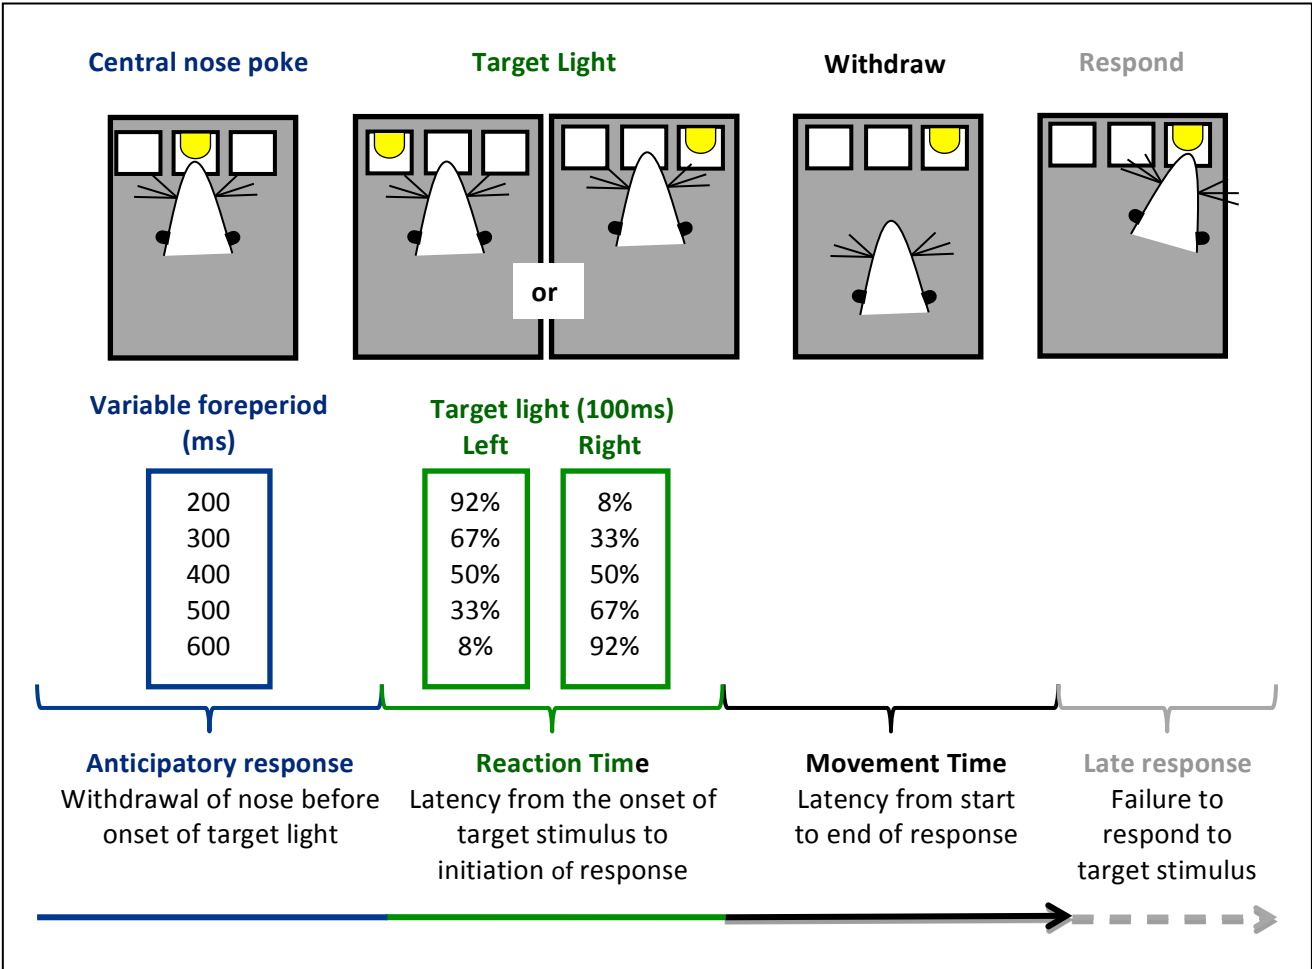 Central nose poke
Target Light
Withdraw
Respond
or
Variable foreperiod
(ms)
200
300
400
500
600
Target light (100ms)
Left Right
92% 8%
67% 33%
50% 50%
33% 67%
8% 92%
Anticipatory response
Withdrawal of nose before
onset of target light
Reaction Time
Latency from the onset of
target stimulus to
initiation of response
Movement Time
Latency from start
to end of response
Late response
Failure to
respond to
target stimulus